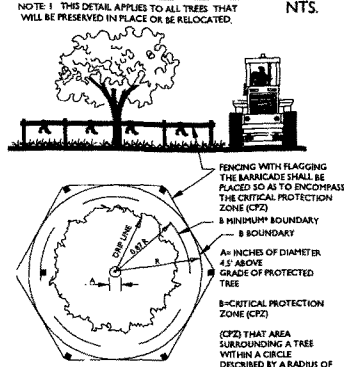 NOTE: 1 THIS DETAIL APPLIES TO ALL TREES THAT
WILL BE PRESERVED IN PLACE OR BE RELOCATED.
NTS.
FENCING WITH FLAGGING
THE BARRICADE SHALL BE
PLACED SO AS TO ENCOMPASS
THE CRITICAL PROTECTION
ZONE (CPZ)
B MINIMUM* BOUNDARY
B BOUNDARY
DRIP LINE
0.67 R
R
A
A= INCHES OF DIAMETER
4.5' ABOVE
GRADE OF PROTECTED
TREE
B=CRITICAL PROTECTION
ZONE (CPZ)
(CPZ) THAT AREA
SURROUNDING A TREE
WITHIN A CIRCLE
DESCRIBED BY A RADIUS OF